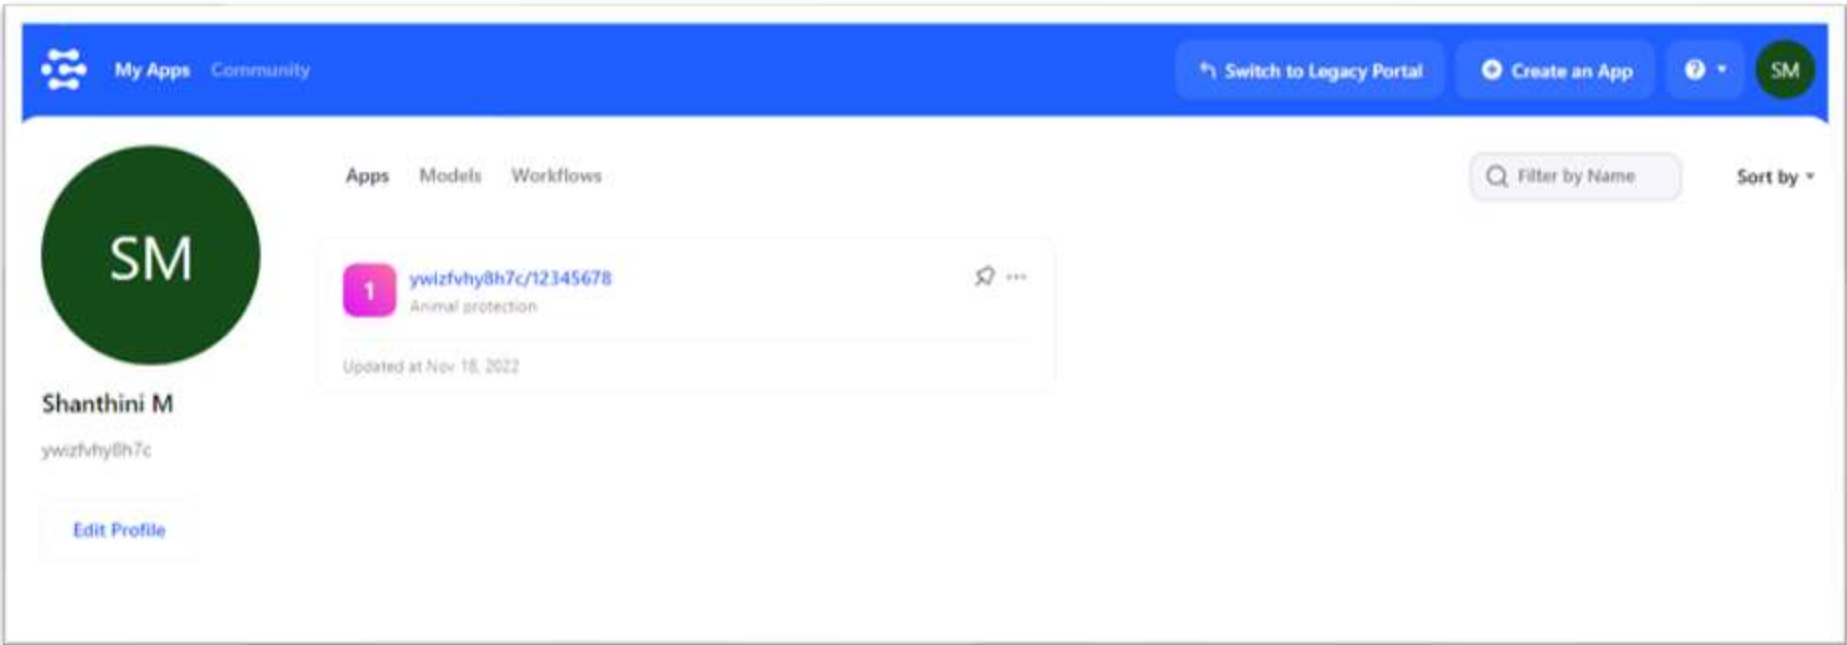 My Apps Community Switch to Legacy Portal Create an App ? SM
SM
Shanthini M
ywizfvhy8h7c
Edit Profile
Apps Models Workflows Filter by Name Sort by
1
ywizfvhy8h7c/12345678
Animal protection
Updated at Nov 18, 2022